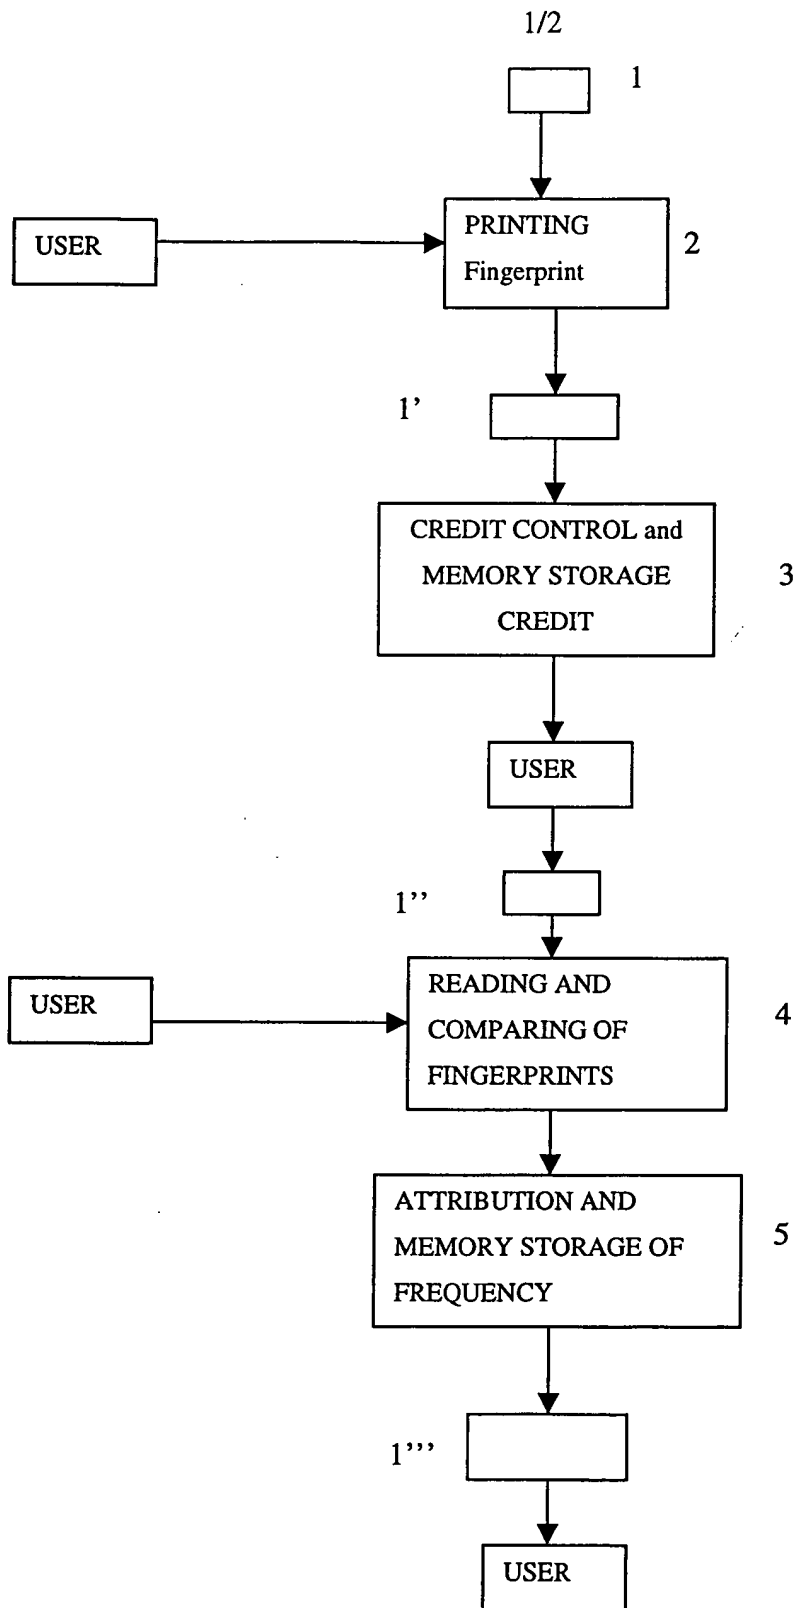 1/2
1
USER
PRINTING
Fingerprint
2
1’
CREDIT CONTROL and
MEMORY STORAGE
CREDIT
3
USER
1’’
USER
READING AND
COMPARING OF
FINGERPRINTS
4
ATTRIBUTION AND
MEMORY STORAGE OF
FREQUENCY
5
1’’’
USER